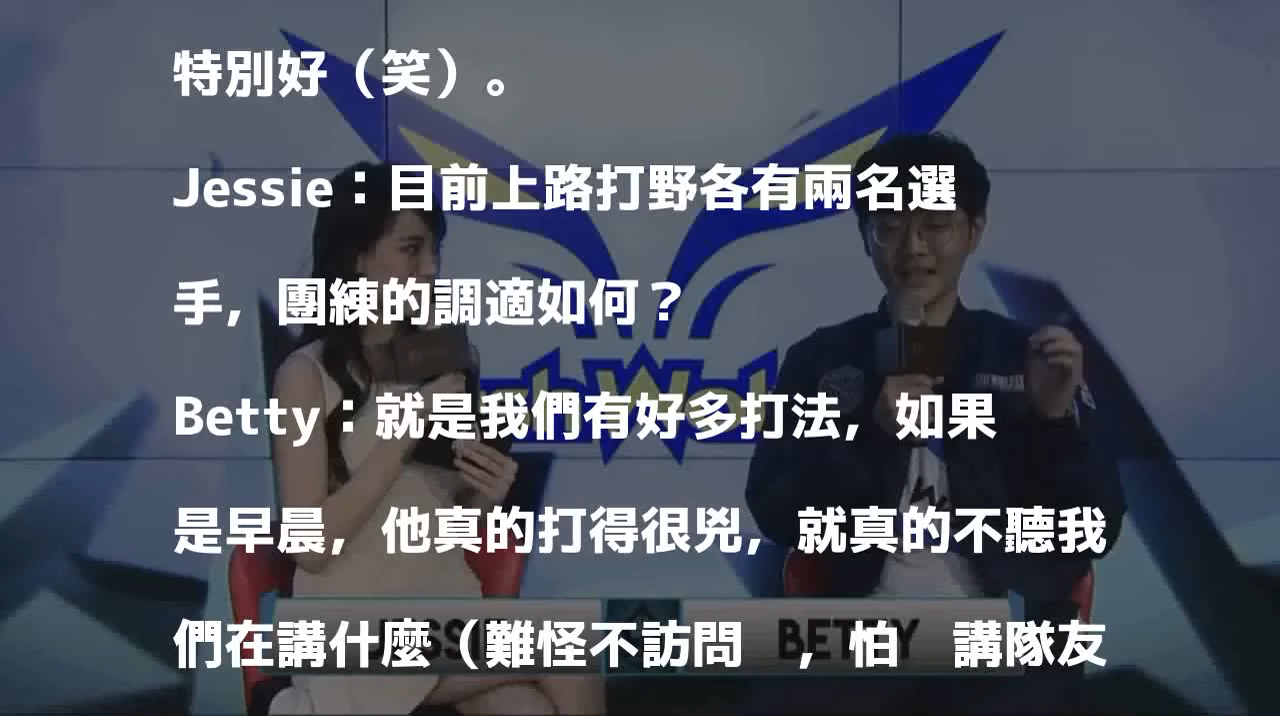 特別好（笑）。
Jessie：目前上路打野各有兩名選
手，團練的調適如何？
Betty：就是我們有好多打法，如果
是早晨，他真的打得很兇，就真的不聽我
們在講什麼（難怪不訪問　，怕　講隊友
JESSIE
BETTY